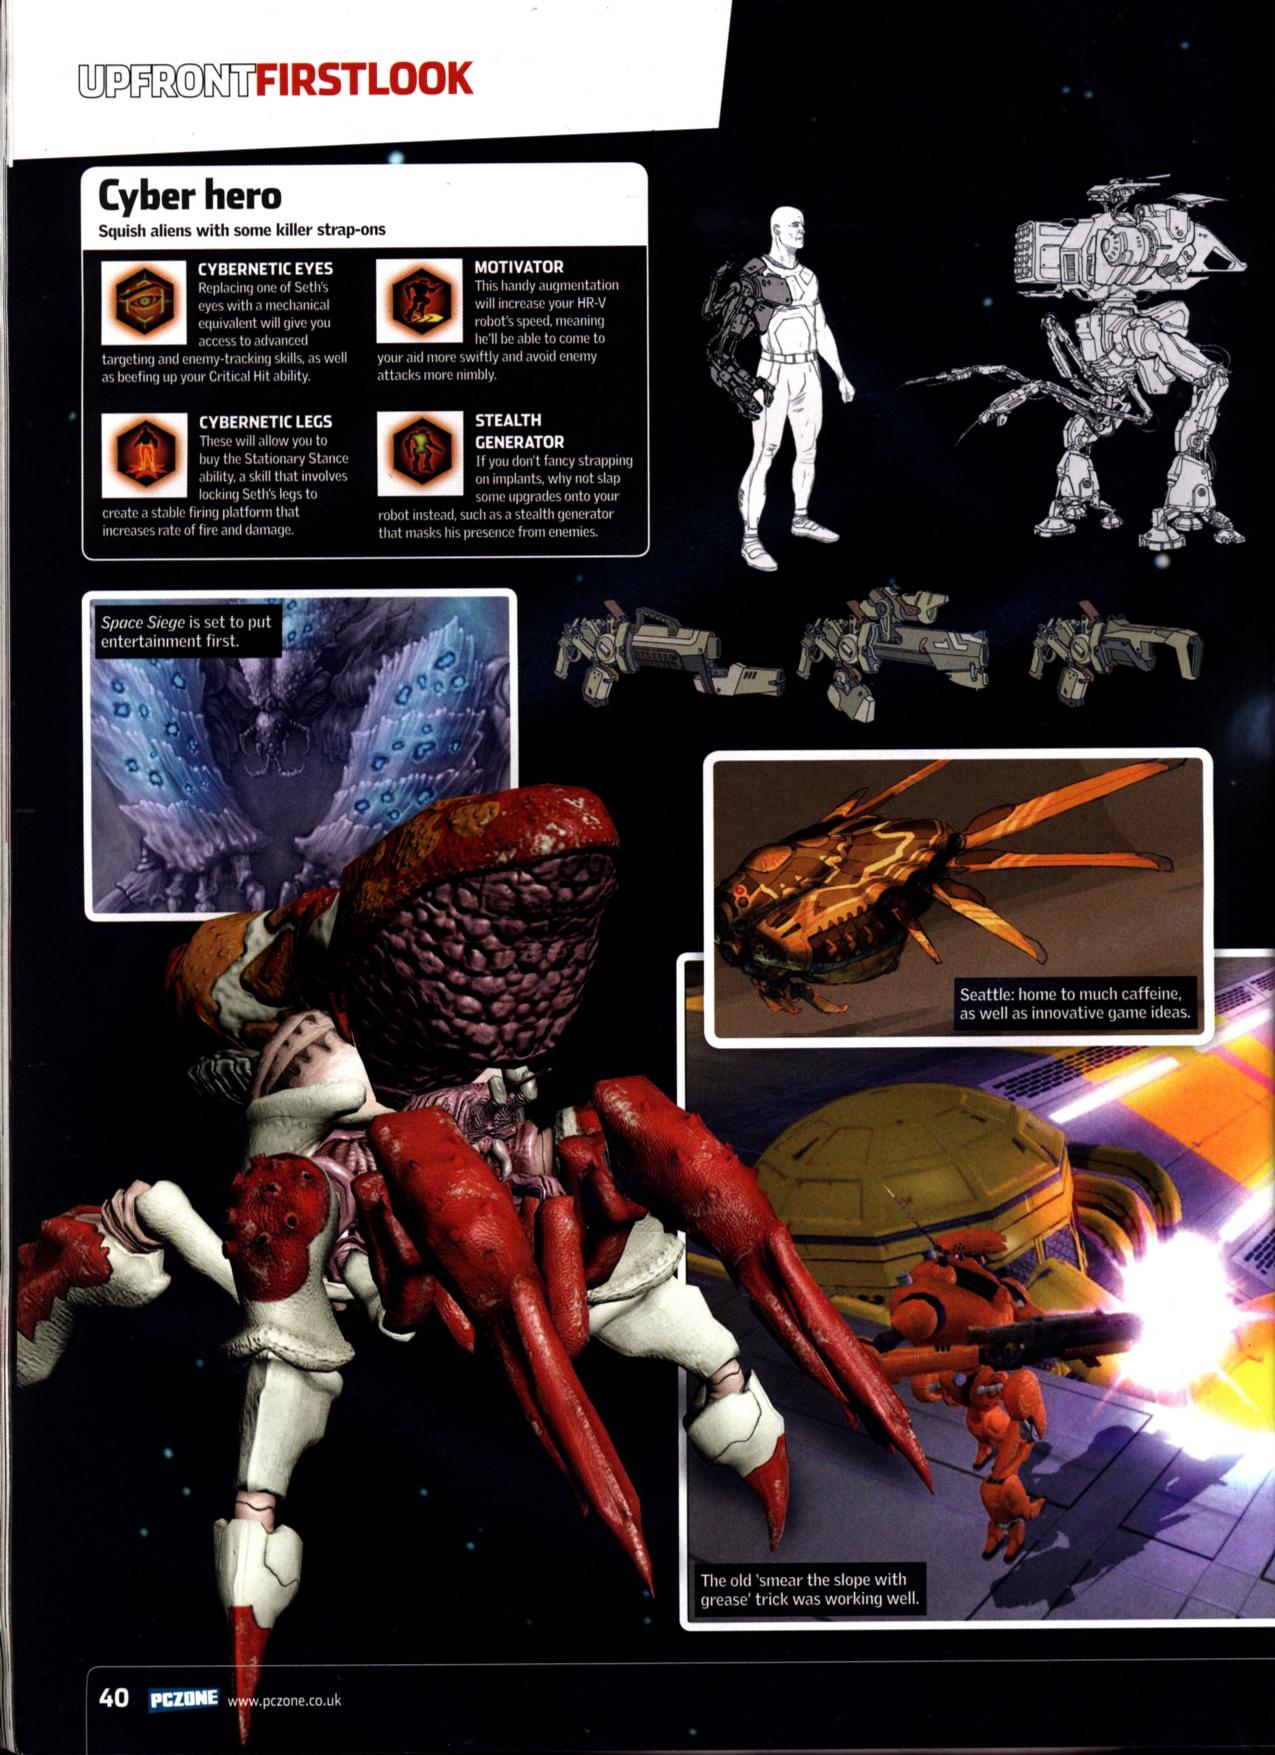 UPFRONTFIRSTLOOK
Cyber hero
Squish aliens with some killer strap-ons
CYBERNETIC EYES
Replacing one of Seth's
eyes with a mechanical
equivalent will give you
access to advanced
targeting and enemy-tracking skills, as well
as beefing up your Critical Hit ability.
MOTIVATOR
This handy augmentation
will increase your HR-V
robot's speed, meaning
he'll be able to come to
your aid more swiftly and avoid enemy
attacks more nimbly.
CYBERNETIC LEGS
These will allow you to
buy the Stationary Stance
ability, a skill that involves
locking Seth's legs to
create a stable firing platform that
increases rate of fire and damage.
STEALTH
GENERATOR
If you don't fancy strapping
on implants, why not slap
some upgrades onto your
robot instead, such as a stealth generator
that masks his presence from enemies.
Space Siege is set to put
entertainment first.
Seattle: home to much caffeine,
as well as innovative game ideas.
The old 'smear the slope with
grease' trick was working well.
40 PCZONE www.pczone.co.uk